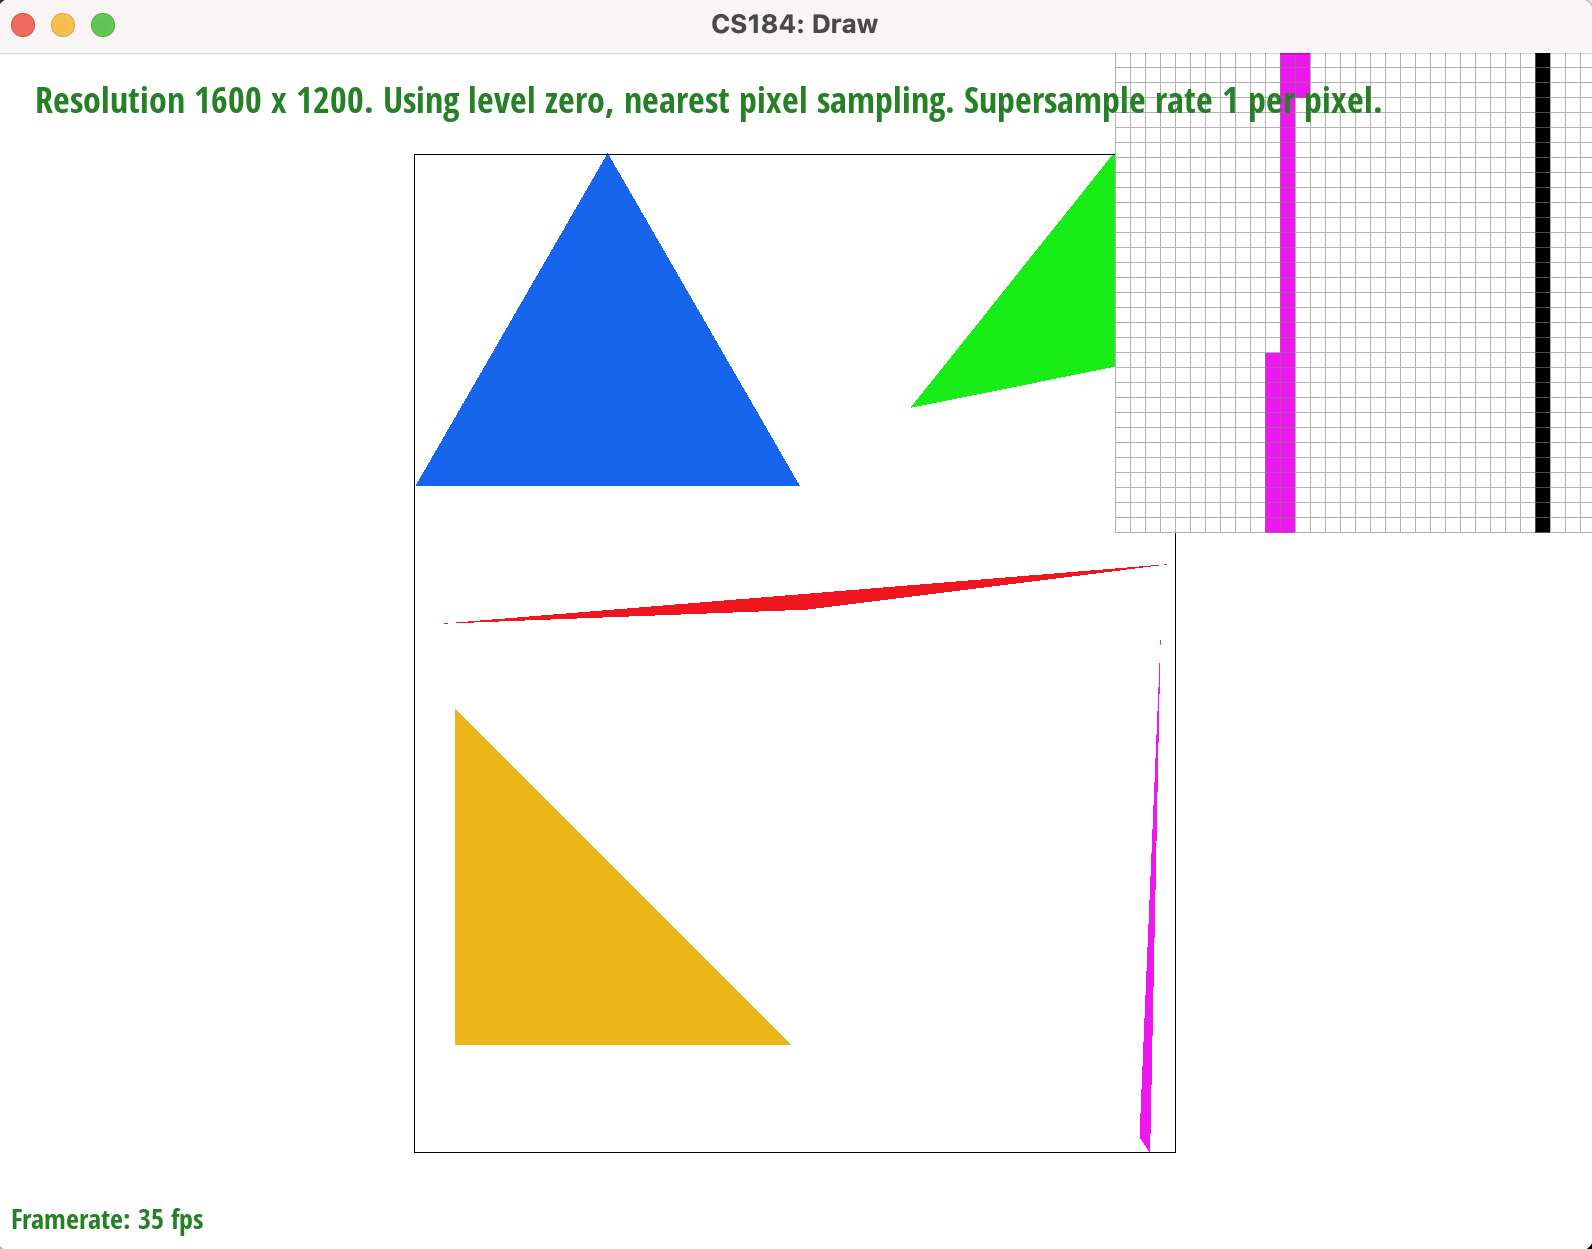 CS184: Draw
Resolution 1600 x 1200. Using level zero, nearest pixel sampling. Supersample rate 1 per pixel.
Framerate: 35 fps